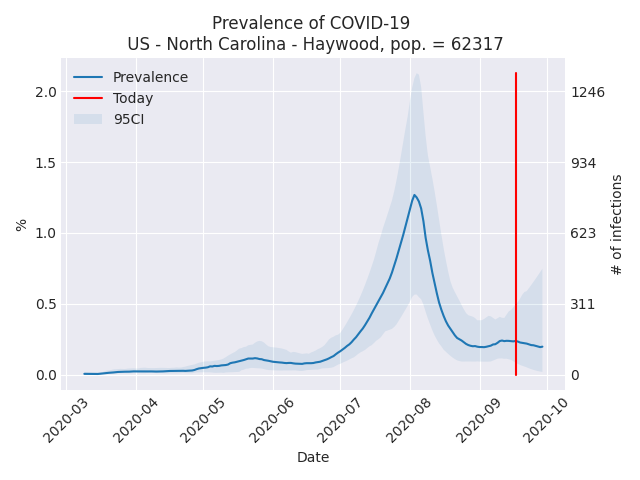 Prevalence of COVID-19
US - North Carolina - Haywood, pop. = 62317
Prevalence
Today
95CI
2.0
1.5
1.0
0.5
0.0
%
1246
934
623
311
0
# of infections
2020-03
2020-04
2020-05
2020-06
2020-07
2020-08
2020-09
2020-10
Date